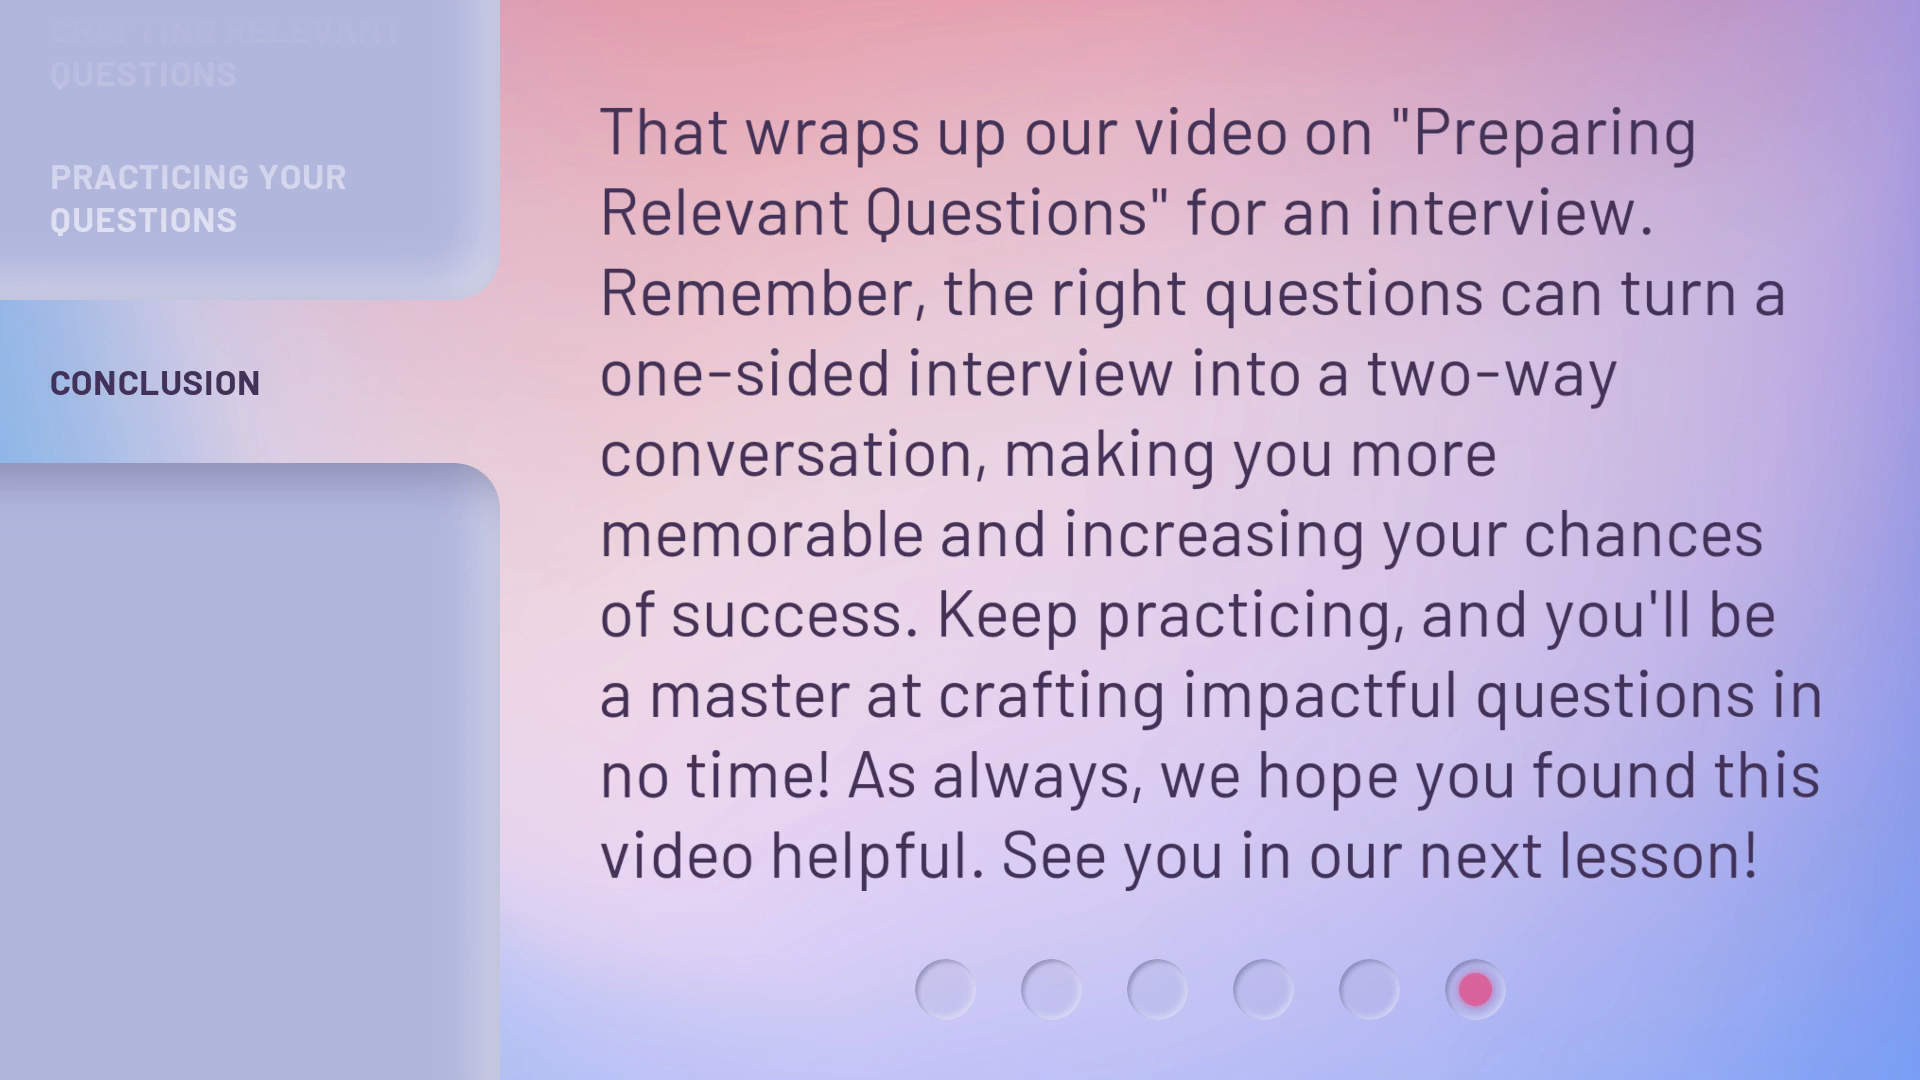 CRAFTING RELEVANT
QUESTIONS
PRACTICING YOUR
QUESTIONS
CONCLUSION
That wraps up our video on "Preparing
Relevant Questions" for an interview.
Remember, the right questions can turn a
one-sided interview into a two-way
conversation, making you more
memorable and increasing your chances
of success. Keep practicing, and you'll be
a master at crafting impactful questions in
no time! As always, we hope you found this
video helpful. See you in our next lesson!